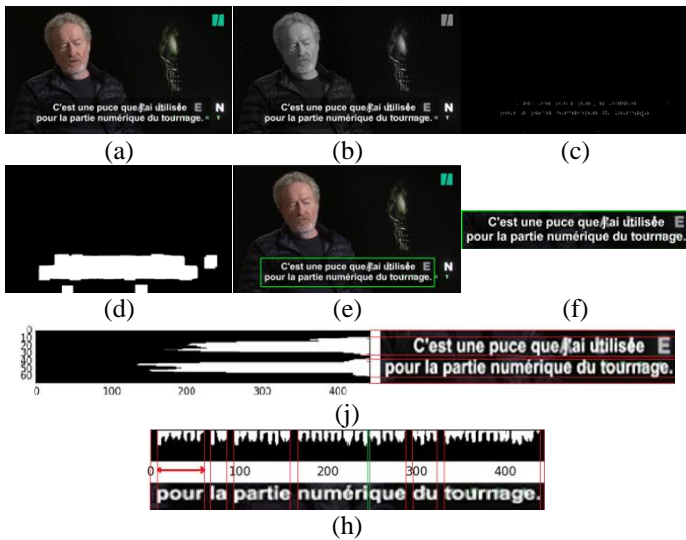 C'est une puce que j'ai utilisée E N
pour la partie numérique du tournage.
C'est une puce que j'ai utilisée E N
pour la partie numérique du tournage.
(a)
(b)
(c)
C'est une puce que j'ai utilisée E N
pour la partie numérique du tournage.
C'est une puce que j'ai utilisée E
pour la partie numérique du tournage.
(d)
(e)
(f)
0
10
20
30
40
50
60
C'est une puce que j'ai utilisée E
pour la partie numérique du tournage.
0 100 200 300 400
(j)
0 100 200 300 400
pour la partie numérique du tournage.
(h)